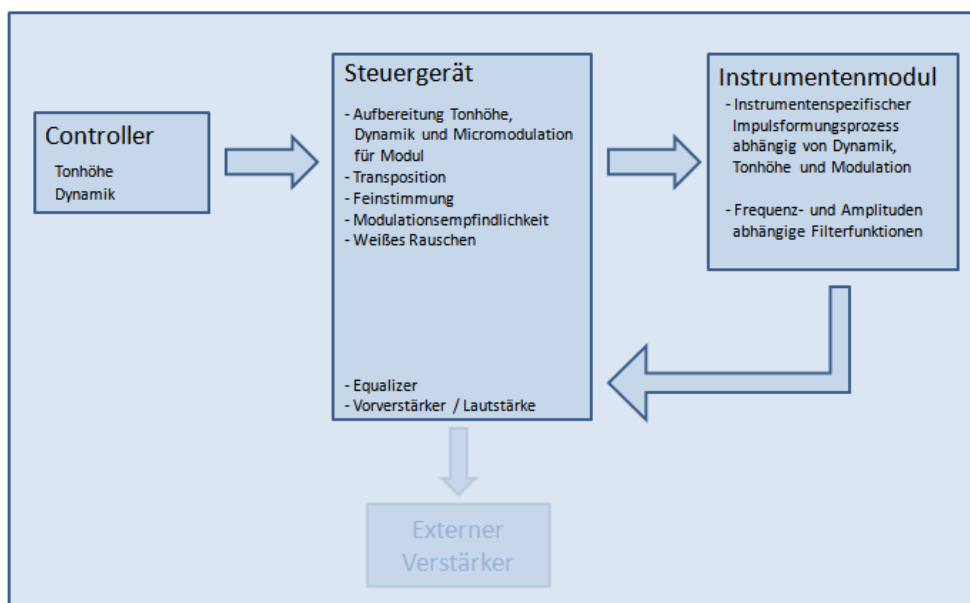 Controller
Tonhöhe
Dynamik
Steuergerät
- Aufbereitung Tonhöhe,
Dynamik und Micromodulation
für Modul
- Transposition
- Feinstimmung
- Modulationsempfindlichkeit
- Weißes Rauschen
- Equalizer
- Vorverstärker / Lautstärke
Instrumentenmodul
- Instrumentenspezifischer
Impulsformungsprozess
abhängig von Dynamik,
Tonhöhe und Modulation
- Frequenz- und Amplituden
abhängige Filterfunktionen
Externer
Verstärker